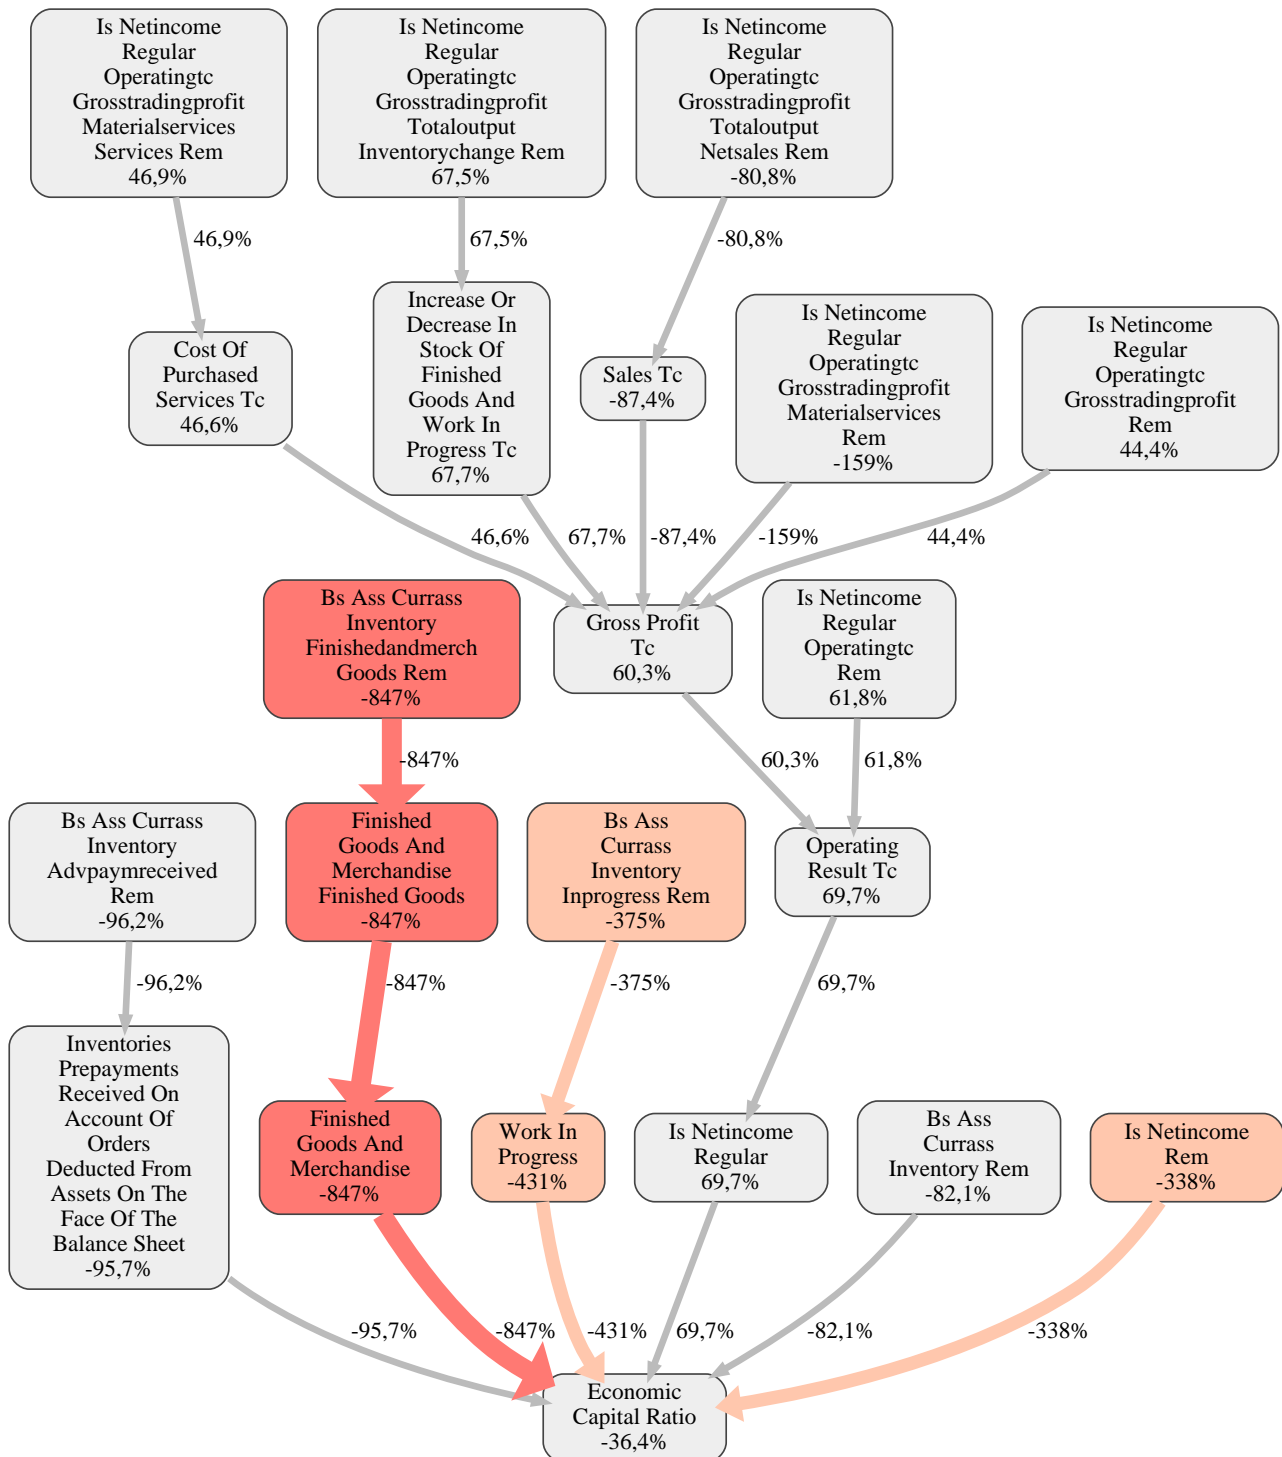 Is Netincome
Regular
Operatingtc
Grosstradingprofit
Materialservices
Services Rem
46,9%
Is Netincome
Regular
Operatingtc
Grosstradingprofit
Totaloutput
Inventorychange Rem
67,5%
Is Netincome
Regular
Operatingtc
Grosstradingprofit
Totaloutput
Netsales Rem
-80,8%
46,9%
67,5%
-80,8%
Cost Of
Purchased
Services Tc
46,6%
Increase Or
Decrease In
Stock Of
Finished
Goods And
Work In
Progress Tc
67,7%
Sales Tc
-87,4%
Is Netincome
Regular
Operatingtc
Grosstradingprofit
Materialservices
Rem
-159%
Is Netincome
Regular
Operatingtc
Grosstradingprofit
Rem
44,4%
46,6%
67,7%
-87,4%
-159%
44,4%
Bs Ass Currass
Inventory
Finishedandmerch
Goods Rem
-847%
Gross Profit
Tc
60,3%
Is Netincome
Regular
Operatingtc
Rem
61,8%
-847%
60,3%
61,8%
Bs Ass Currass
Inventory
Advpaymreceived
Rem
-96,2%
Finished
Goods And
Merchandise
Finished Goods
-847%
Bs Ass
Currass
Inventory
Inprogress Rem
-375%
Operating
Result Tc
69,7%
-96,2%
-847%
-375%
69,7%
Inventories
Prepayments
Received On
Account Of
Orders
Deducted From
Assets On The
Face Of The
Balance Sheet
-95,7%
Finished
Goods And
Merchandise
-847%
Work In
Progress
-431%
Is Netincome
Regular
69,7%
Bs Ass
Currass
Inventory Rem
-82,1%
Is Netincome
Rem
-338%
-95,7%
-847%
-431%
69,7%
-82,1%
-338%
Economic
Capital Ratio
-36,4%